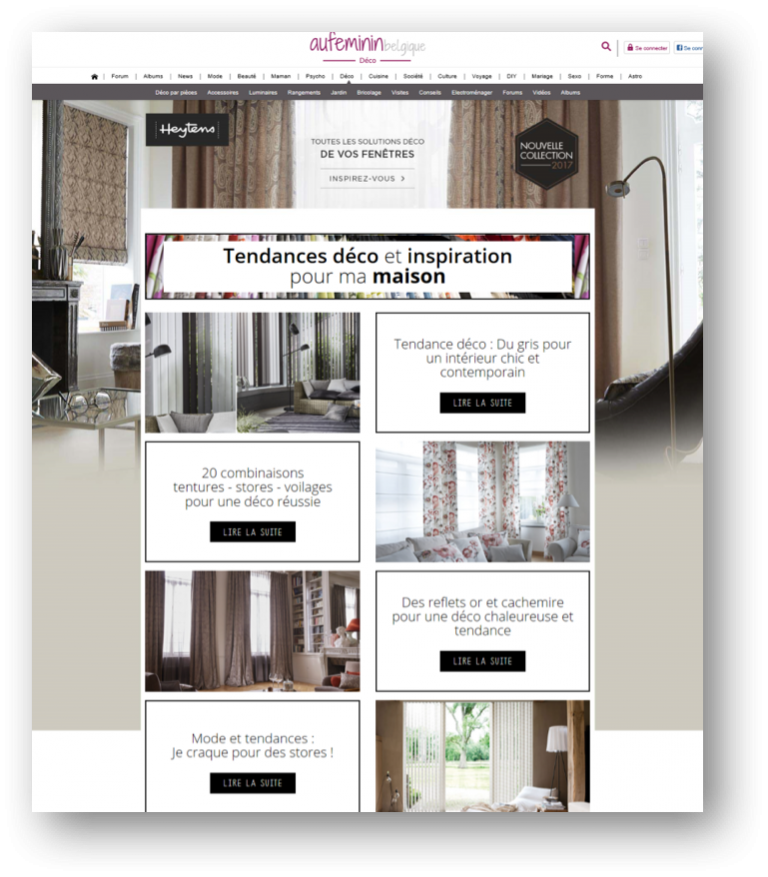 aufeminin belgique
Déco
Se connecter
Forum | Albums | News | Mode | Beauté | Maman | Psycho | Déco | Cuisine | Société | Culture | Voyage | DIY | Mariage | Sexo | Forme | Astro
Déco par pièces Accessoires Luminaires Rangements Jardin Bricolage Visites Conseils Electroménager Forums Vidéos Albums
Heytens
TOUTES LES SOLUTIONS DÉCO
DE VOS FENÊTRES
INSPIREZ-VOUS >
NOUVELLE
COLLECTION
2017
Tendances déco et inspiration
pour ma maison
Tendance déco : Du gris pour
un intérieur chic et
contemporain
LIRE LA SUITE
20 combinaisons
tentures - stores - voilages
pour une déco réussie
LIRE LA SUITE
Des reflets or et cachemire
pour une déco chaleureuse et
tendance
LIRE LA SUITE
Mode et tendances :
Je craque pour des stores !
LIRE LA SUITE